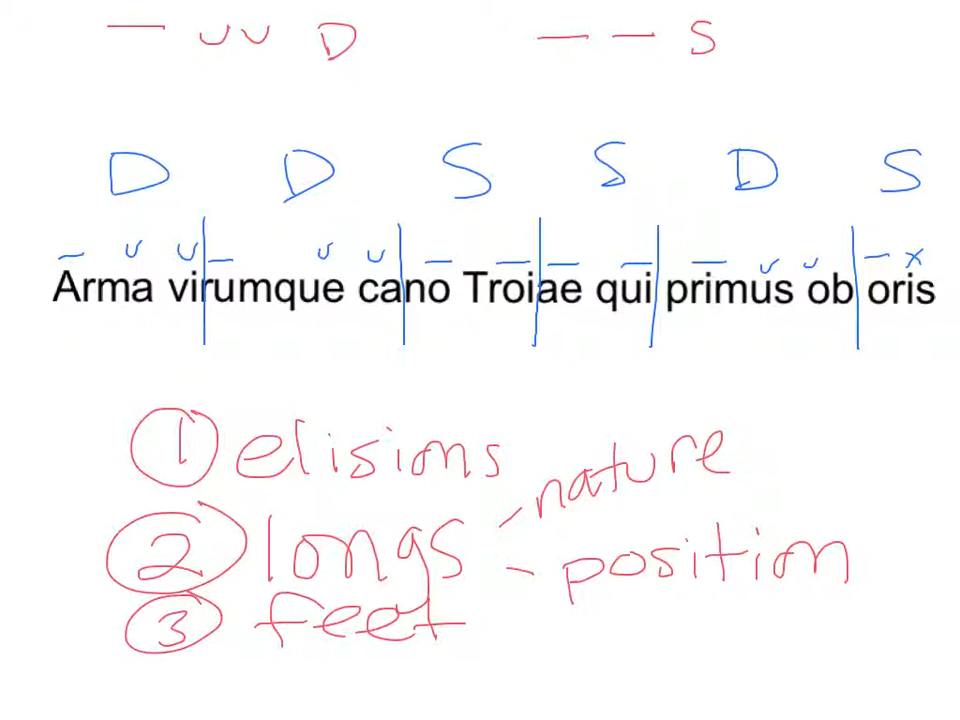 — ∪∪ D — — S
D D S S D S
— ∪ ∪ — ∪ ∪ — — — — — ∪ ∪ — x
Arma virumque cano Troiae qui primus ob oris
1 elisions
- nature
2 longs
- position
3 feet